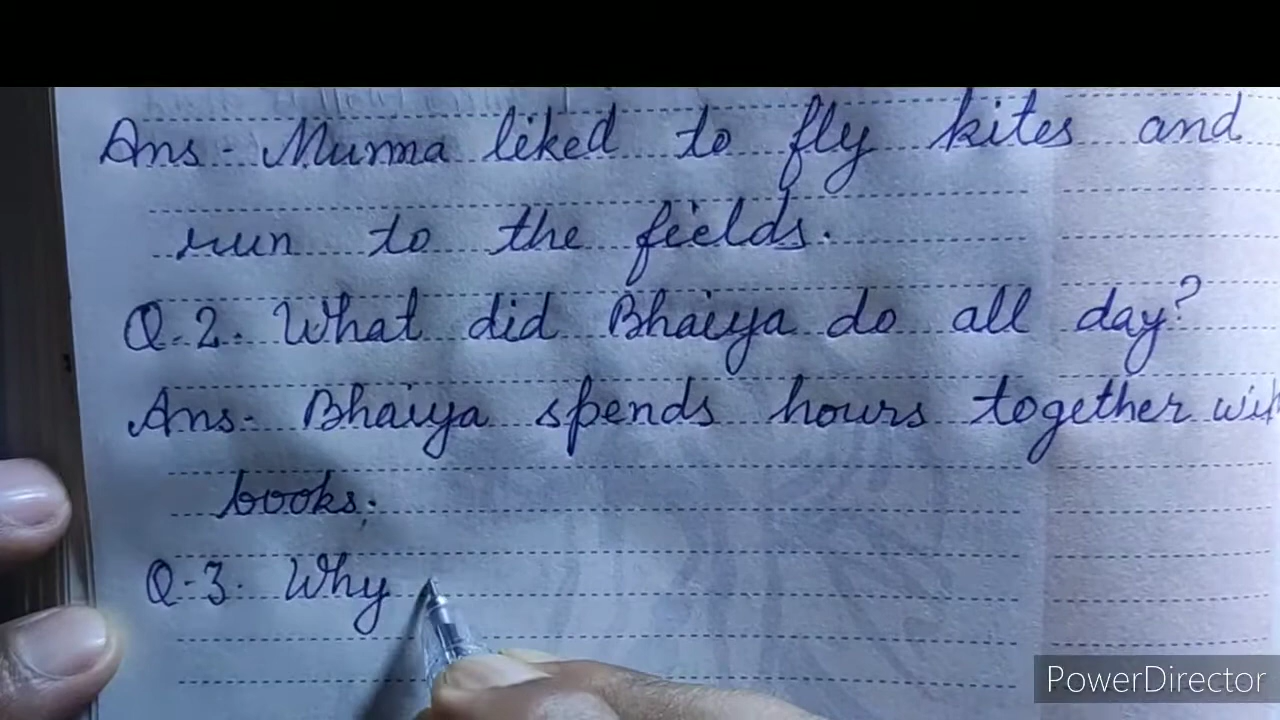 Ans- Munna liked to fly kites and
run to the fields.
Q-2. What did Bhaiya do all day?
Ans- Bhaiya spends hours together with
books.
Q-3. Why
PowerDirector